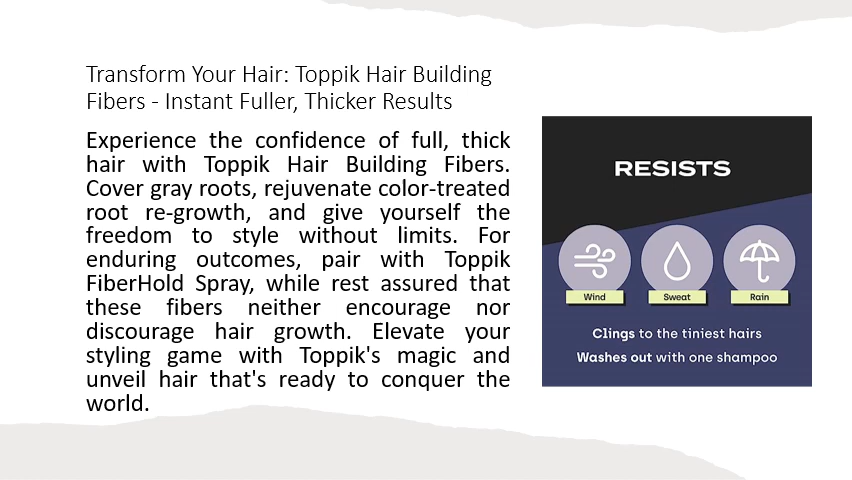 Transform Your Hair: Toppik Hair Building
Fibers - Instant Fuller, Thicker Results
Experience the confidence of full, thick
hair with Toppik Hair Building Fibers.
Cover gray roots, rejuvenate color-treated
root re-growth, and give yourself the
freedom to style without limits. For
enduring outcomes, pair with Toppik
FiberHold Spray, while rest assured that
these fibers neither encourage nor
discourage hair growth. Elevate your
styling game with Toppik's magic and
unveil hair that's ready to conquer the
world.
RESISTS
Wind
Sweat
Rain
Clings to the tiniest hairs
Washes out with one shampoo